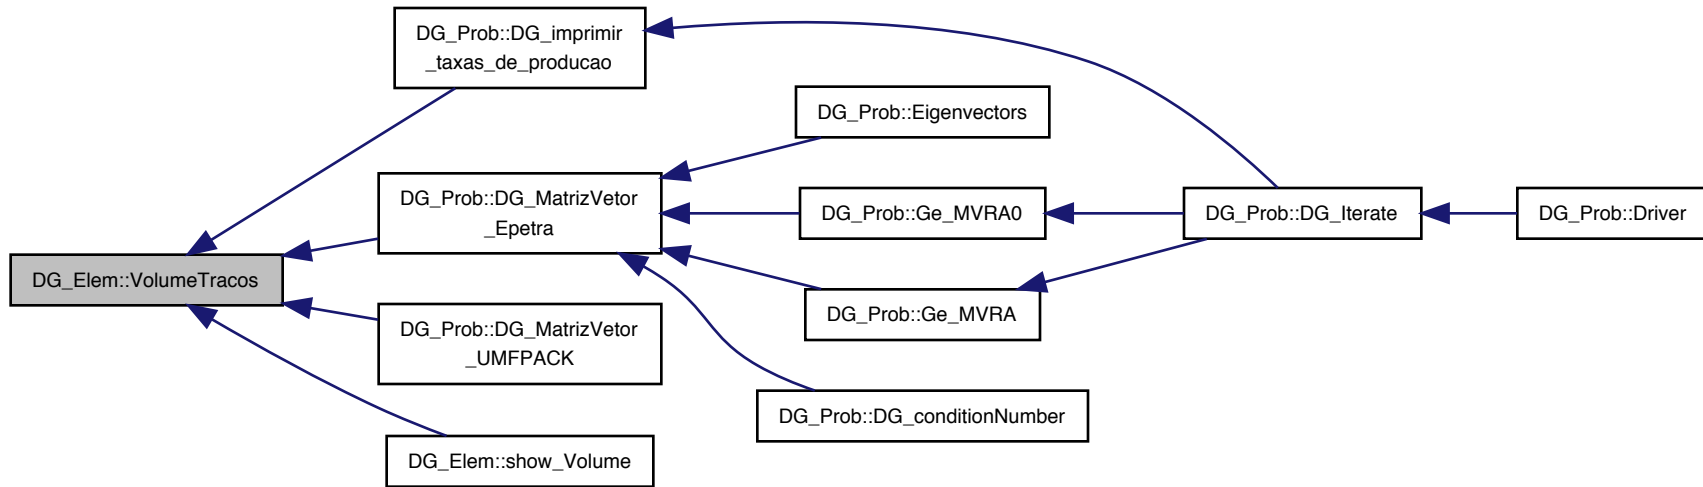 DG_Prob::DG_imprimir
_taxas_de_producao
DG_Prob::Eigenvectors
DG_Prob::DG_MatrizVetor
_Epetra
DG_Prob::Ge_MVRA0
DG_Prob::DG_Iterate
DG_Prob::Driver
DG_Elem::VolumeTracos
DG_Prob::Ge_MVRA
DG_Prob::DG_MatrizVetor
_UMFPACK
DG_Prob::DG_conditionNumber
DG_Elem::show_Volume